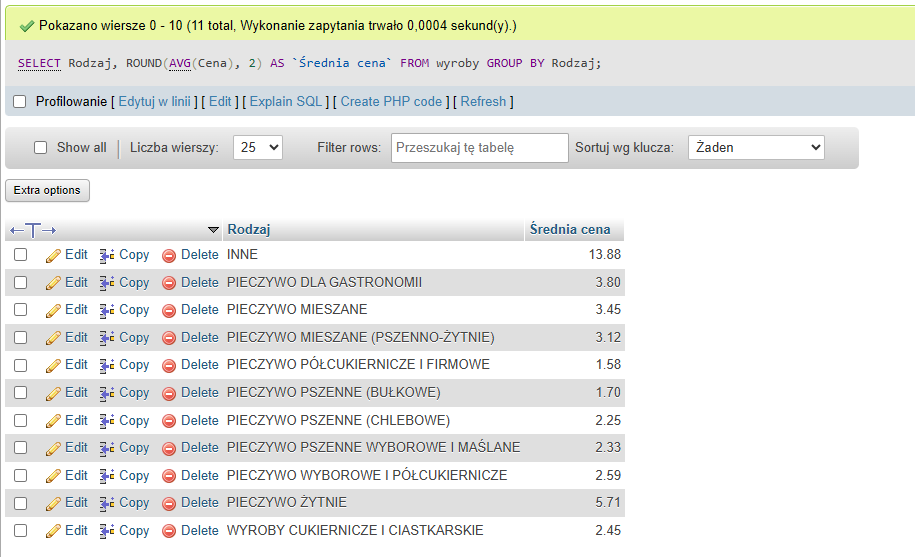 Pokazano wiersze 0 - 10 (11 total, Wykonanie zapytania trwało 0,0004 sekund(y).)
SELECT Rodzaj, ROUND(AVG(Cena), 2) AS `Średnia cena` FROM wyroby GROUP BY Rodzaj;
Profilowanie [ Edytuj w linii ] [ Edit ] [ Explain SQL ] [ Create PHP code ] [ Refresh ]
Show all | Liczba wierszy: 25 Filter rows: Przeszukaj tę tabelę Sortuj wg klucza: Żaden
Extra options
←T→ Rodzaj Średnia cena
Edit Copy Delete INNE 13.88
Edit Copy Delete PIECZYWO DLA GASTRONOMII 3.80
Edit Copy Delete PIECZYWO MIESZANE 3.45
Edit Copy Delete PIECZYWO MIESZANE (PSZENNO-ŻYTNIE) 3.12
Edit Copy Delete PIECZYWO PÓŁCUKIERNICZE I FIRMOWE 1.58
Edit Copy Delete PIECZYWO PSZENNE (BUŁKOWE) 1.70
Edit Copy Delete PIECZYWO PSZENNE (CHLEBOWE) 2.25
Edit Copy Delete PIECZYWO PSZENNE WYBOROWE I MAŚLANE 2.33
Edit Copy Delete PIECZYWO WYBOROWE I PÓŁCUKIERNICZE 2.59
Edit Copy Delete PIECZYWO ŻYTNIE 5.71
Edit Copy Delete WYROBY CUKIERNICZE I CIASTKARSKIE 2.45